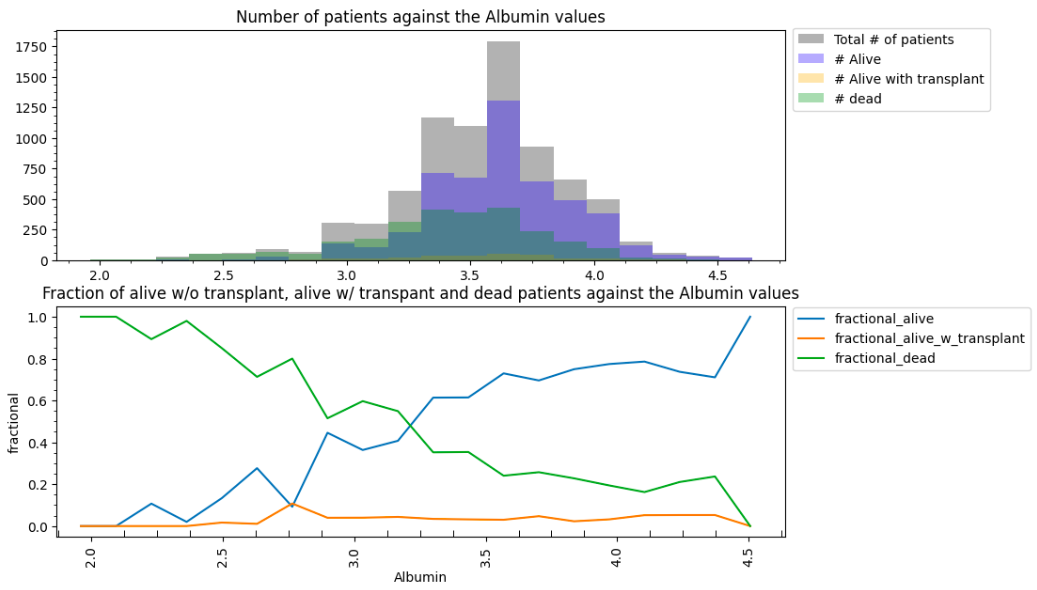 Number of patients against the Albumin values
1750
1500
1250
1000
750
500
250
0
2.0 2.5 3.0 3.5 4.0 4.5
Total # of patients
# Alive
# Alive with transplant
# dead
Fraction of alive w/o transplant, alive w/ transpant and dead patients against the Albumin values
1.0
0.8
0.6
0.4
0.2
0.0
fractional
2.0 2.5 3.0 3.5 4.0 4.5
Albumin
fractional_alive
fractional_alive_w_transplant
fractional_dead